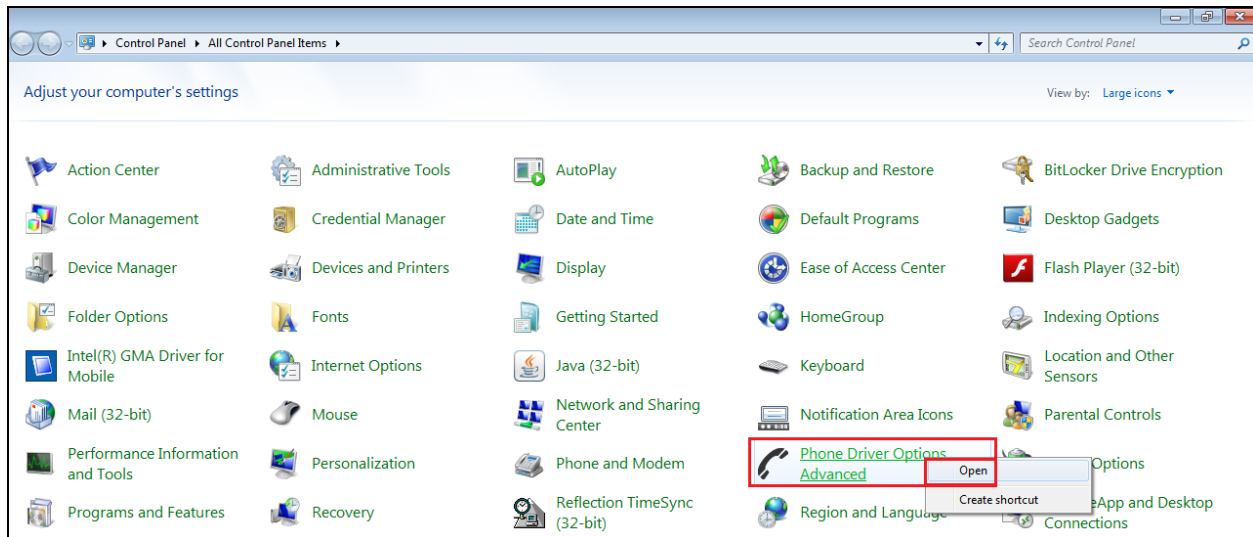 Control Panel All Control Panel Items
Search Control Panel
Adjust your computer's settings
View by: Large icons
Action Center
Administrative Tools
AutoPlay
Backup and Restore
BitLocker Drive Encryption
Color Management
Credential Manager
Date and Time
Default Programs
Desktop Gadgets
Device Manager
Devices and Printers
Display
Ease of Access Center
Flash Player (32-bit)
Folder Options
Fonts
Getting Started
HomeGroup
Indexing Options
Intel(R) GMA Driver for
Mobile
Internet Options
Java (32-bit)
Keyboard
Location and Other
Sensors
Mail (32-bit)
Mouse
Network and Sharing
Center
Notification Area Icons
Parental Controls
Performance Information
and Tools
Personalization
Phone and Modem
Phone Driver Options
Advanced
Open
Create shortcut
Options
Programs and Features
Recovery
Reflection TimeSync
(32-bit)
Region and Language
eApp and Desktop
Connections